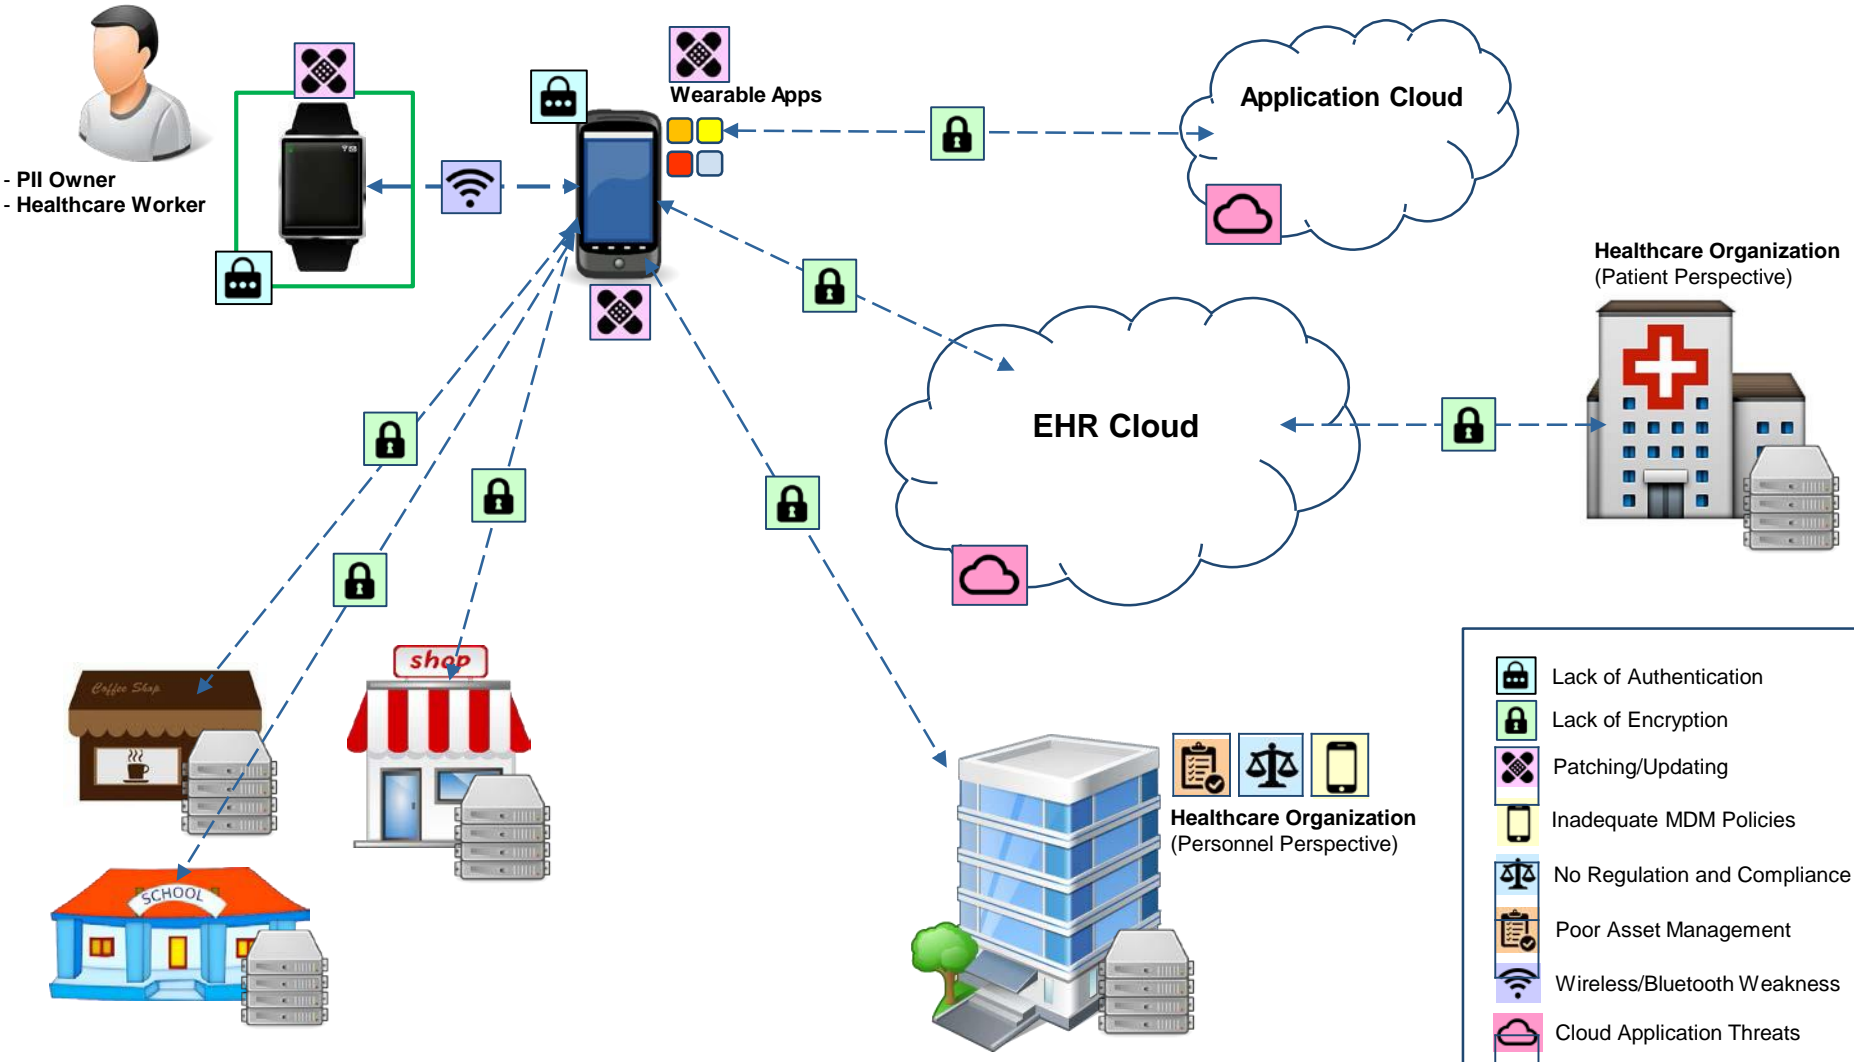 Wearable Apps
Application Cloud
- PII Owner
- Healthcare Worker
Healthcare Organization
(Patient Perspective)
EHR Cloud
shop
Coffee Shop
SCHOOL
Healthcare Organization
(Personnel Perspective)
Lack of Authentication
Lack of Encryption
Patching/Updating
Inadequate MDM Policies
No Regulation and Compliance
Poor Asset Management
Wireless/Bluetooth Weakness
Cloud Application Threats